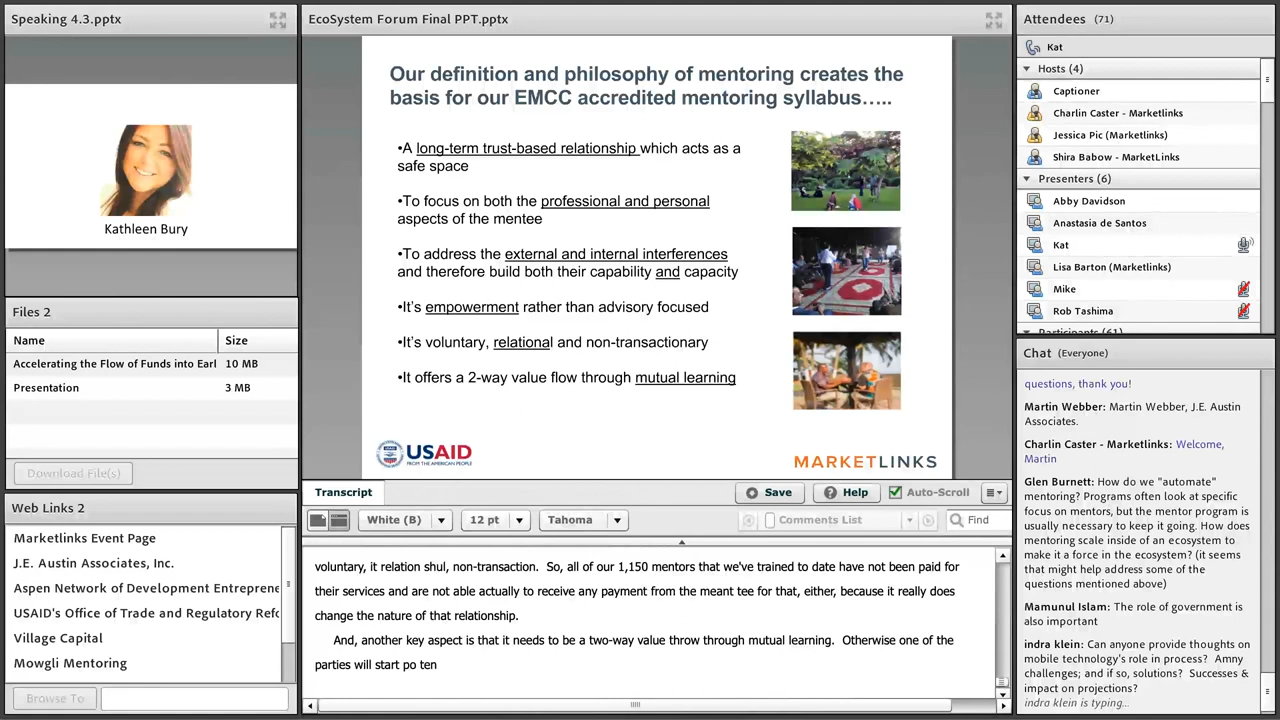 Speaking 4.3.pptx
Kathleen Bury
Files 2
Name Size
Accelerating the Flow of Funds into Earl 10 MB
Presentation 3 MB
Download File(s)
Web Links 2
Marketlinks Event Page
J.E. Austin Associates, Inc.
Aspen Network of Development Entreprene
USAID's Office of Trade and Regulatory Refo
Village Capital
Mowgli Mentoring
Browse To
EcoSystem Forum Final PPT.pptx
Our definition and philosophy of mentoring creates the
basis for our EMCC accredited mentoring syllabus…..
•A long-term trust-based relationship which acts as a
safe space
•To focus on both the professional and personal
aspects of the mentee
•To address the external and internal interferences
and therefore build both their capability and capacity
•It's empowerment rather than advisory focused
•It's voluntary, relational and non-transactionary
•It offers a 2-way value flow through mutual learning
USAID
FROM THE AMERICAN PEOPLE
MARKETLINKS
Transcript
Save
Help
Auto-Scroll
White (B)
12 pt
Tahoma
Comments List
Find
voluntary, it relation shul, non-transaction. So, all of our 1,150 mentors that we've trained to date have not been paid for
their services and are not able actually to receive any payment from the meant tee for that, either, because it really does
change the nature of that relationship.
And, another key aspect is that it needs to be a two-way value throw through mutual learning. Otherwise one of the
parties will start po ten
Attendees (71)
Kat
Hosts (4)
Captioner
Charlin Caster - Marketlinks
Jessica Pic (Marketlinks)
Shira Babow - MarketLinks
Presenters (6)
Abby Davidson
Anastasia de Santos
Kat
Lisa Barton (Marketlinks)
Mike
Rob Tashima
Participants (61)
Chat (Everyone)
questions, thank you!
Martin Webber: Martin Webber, J.E. Austin
Associates.
Charlin Caster - Marketlinks: Welcome,
Martin
Glen Burnett: How do we "automate"
mentoring? Programs often look at specific
focus on mentors, but the mentor program is
usually necessary to keep it going. How does
mentoring scale inside of an ecosystem to
make it a force in the ecosystem? (it seems
that might help address some of the
questions mentioned above)
Mamunul Islam: The role of government is
also important
indra klein: Can anyone provide thoughts on
mobile technology's role in process? Amny
challenges; and if so, solutions? Successes &
impact on projections?
indra klein is typing...